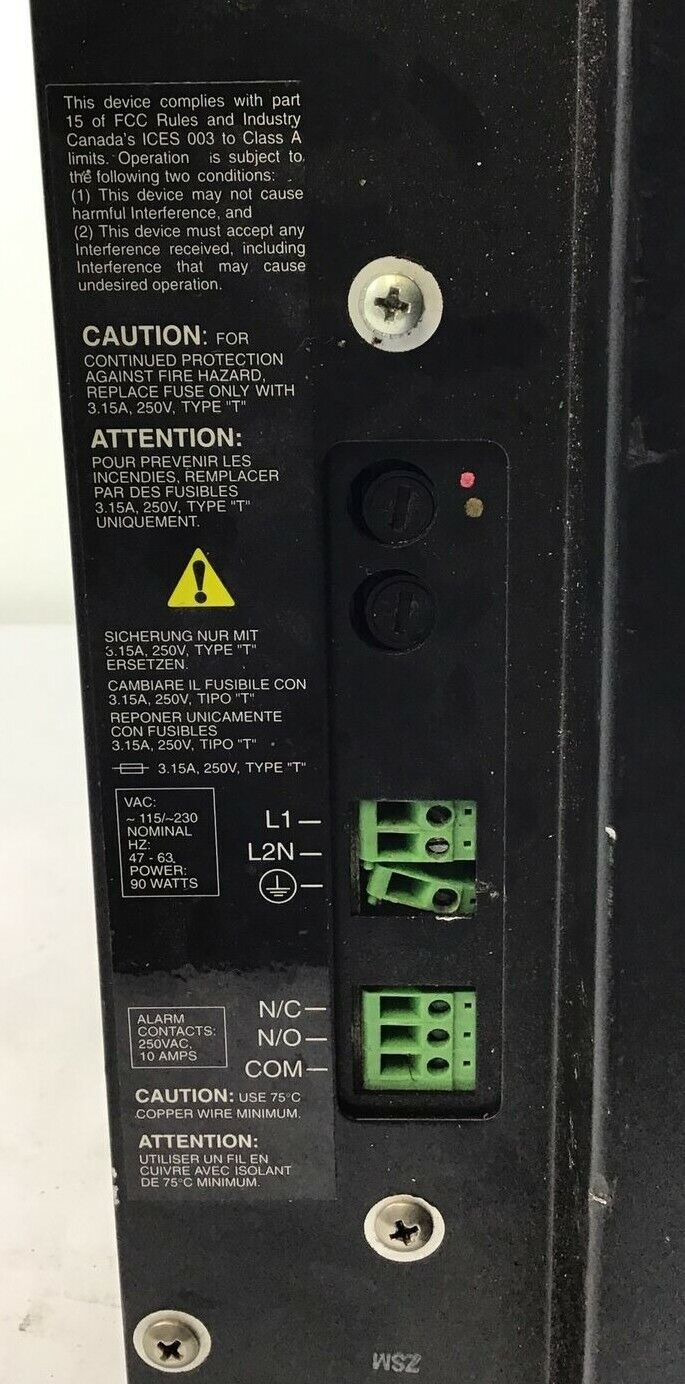 This device complies with part
15 of FCC Rules and Industry
Canada's ICES 003 to Class A
limits. Operation is subject to
the following two conditions:
(1) This device may not cause
harmful Interference, and
(2) This device must accept any
Interference received, including
Interference that may cause
undesired operation.
CAUTION: FOR
CONTINUED PROTECTION
AGAINST FIRE HAZARD,
REPLACE FUSE ONLY WITH
3.15A, 250V, TYPE "T"
ATTENTION:
POUR PREVENIR LES
INCENDIES, REMPLACER
PAR DES FUSIBLES
3.15A, 250V, TYPE "T"
UNIQUEMENT.
SICHERUNG NUR MIT
3.15A, 250V, TYPE "T"
ERSETZEN.
CAMBIARE IL FUSIBILE CON
3.15A, 250V, TIPO "T"
REPONER UNICAMENTE
CON FUSIBLES
3.15A, 250V, TIPO "T"
3.15A, 250V, TYPE "T"
VAC:
~ 115/~230
NOMINAL
HZ:
47 - 63
POWER:
90 WATTS
L1
L2N
ALARM
CONTACTS:
250VAC,
10 AMPS
N/C
N/O
COM
CAUTION: USE 75°C
COPPER WIRE MINIMUM.
ATTENTION:
UTILISER UN FIL EN
CUIVRE AVEC ISOLANT
DE 75°C MINIMUM.
ZSM